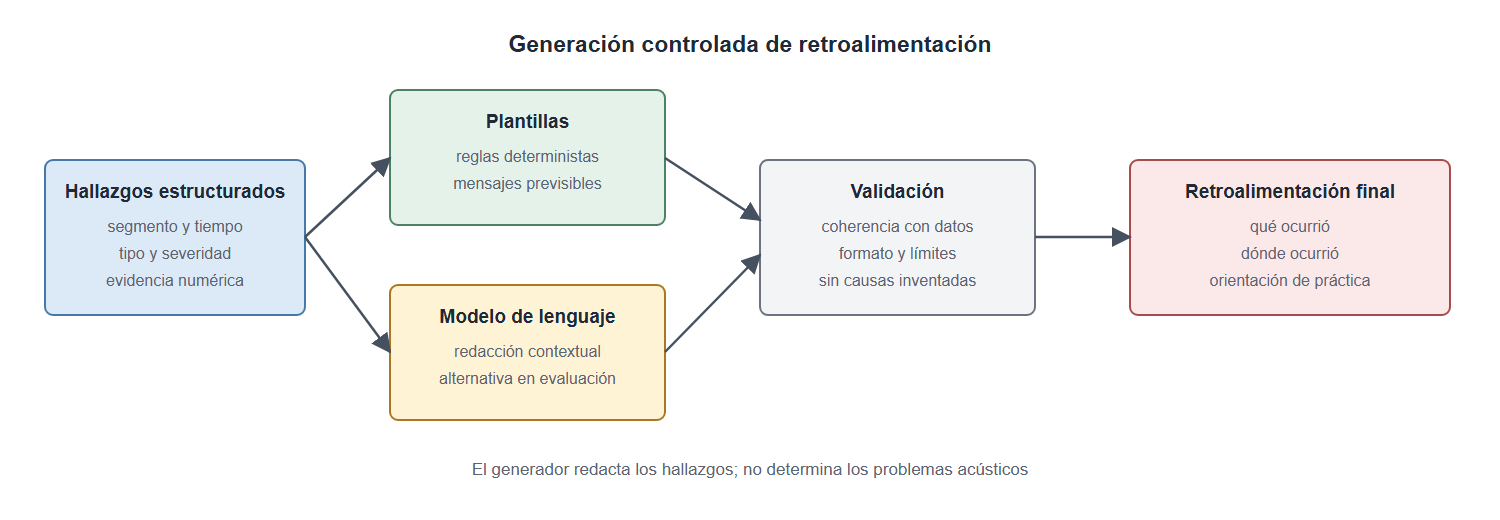 Generación controlada de retroalimentación
Hallazgos estructurados
segmento y tiempo
tipo y severidad
evidencia numérica
Plantillas
reglas deterministas
mensajes previsibles
Modelo de lenguaje
redacción contextual
alternativa en evaluación
Validación
coherencia con datos
formato y límites
sin causas inventadas
Retroalimentación final
qué ocurrió
dónde ocurrió
orientación de práctica
El generador redacta los hallazgos; no determina los problemas acústicos